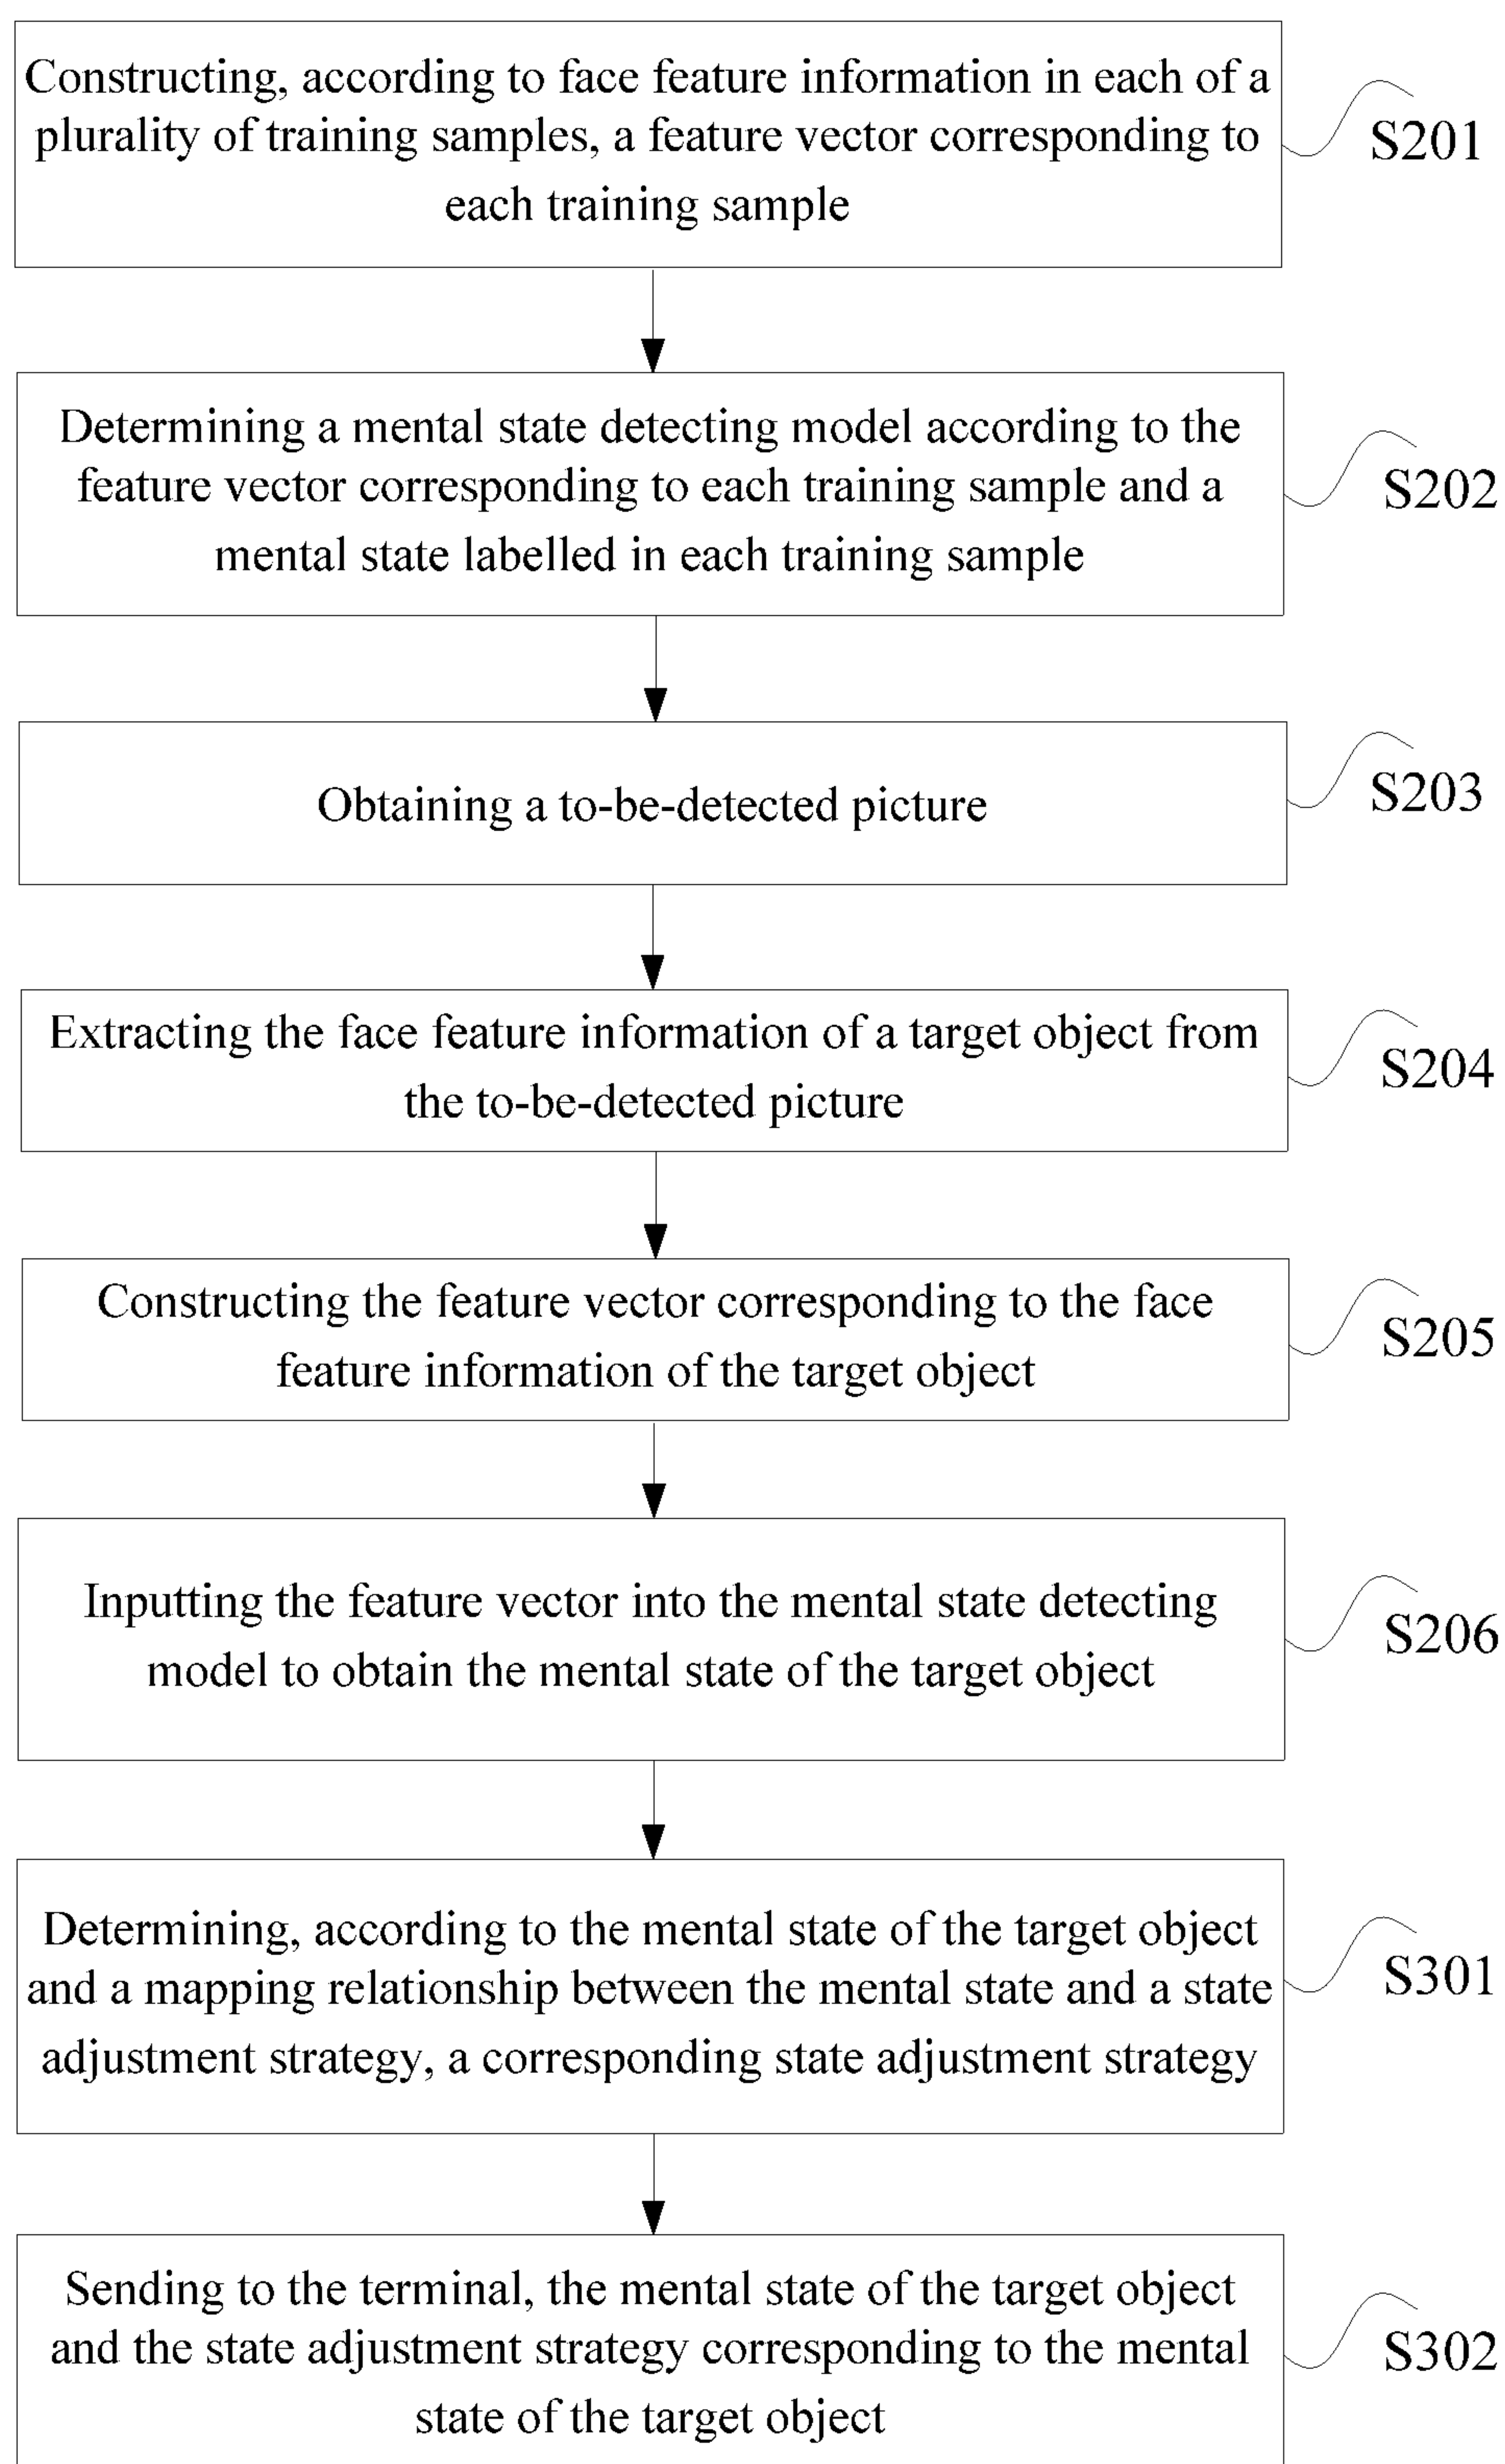 Constructing, according to face feature information in each of a
plurality of training samples, a feature vector corresponding to
each training sample
S201
Determining a mental state detecting model according to the
feature vector corresponding to each training sample and a
mental state labelled in each training sample
S202
Obtaining a to-be-detected picture
S203
Extracting the face feature information of a target object from
the to-be-detected picture
S204
Constructing the feature vector corresponding to the face
feature information of the target object
S205
Inputting the feature vector into the mental state detecting
model to obtain the mental state of the target object
S206
Determining, according to the mental state of the target object
and a mapping relationship between the mental state and a state
adjustment strategy, a corresponding state adjustment strategy
S301
Sending to the terminal, the mental state of the target object
and the state adjustment strategy corresponding to the mental
state of the target object
S302